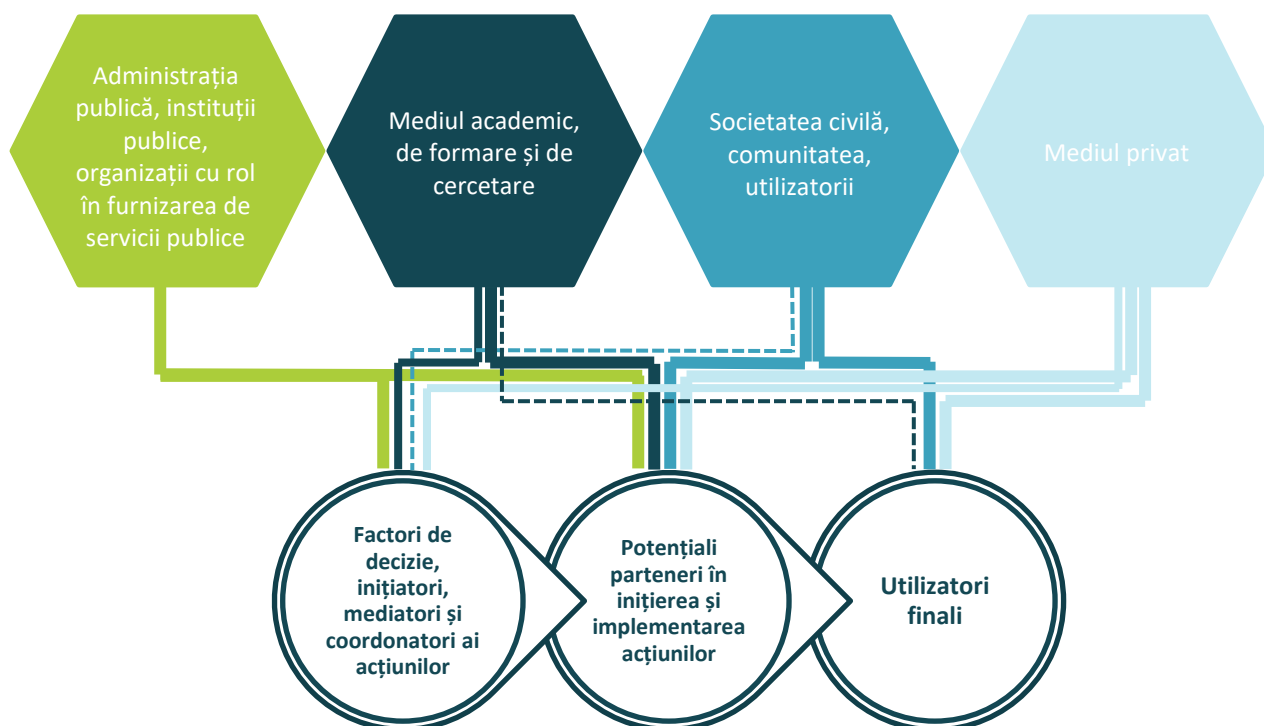 Administrația
publică, instituții
publice,
organizații cu rol
în furnizarea de
servicii publice
Mediul academic,
de formare și de
cercetare
Societatea civilă,
comunitatea,
utilizatorii
Mediul privat
Factori de
decizie,
inițiatori,
mediatori și
coordonatori ai
acțiunilor
Potențiali
parteneri în
inițierea și
implementarea
acțiunilor
Utilizatori
finali